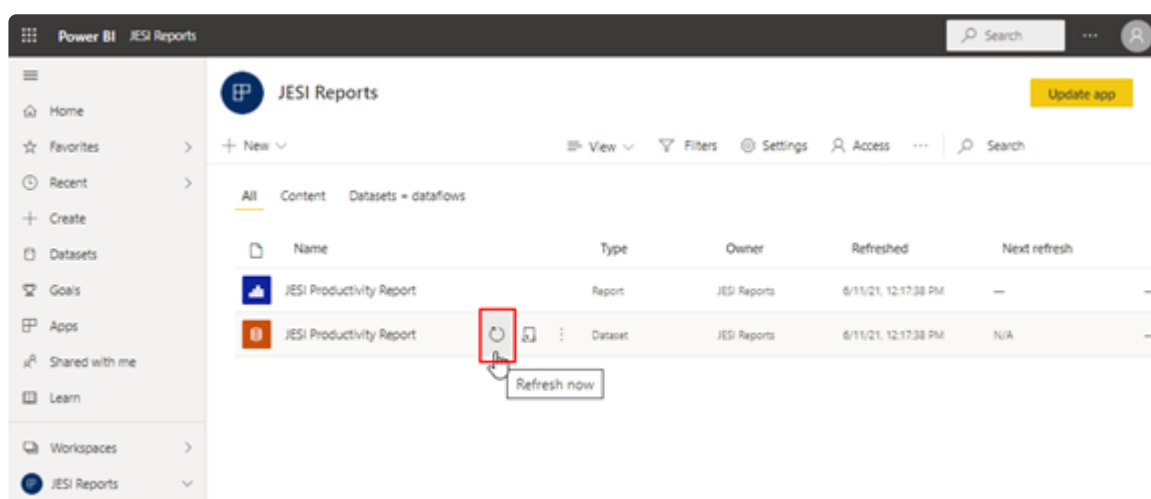 Power BI JESI Reports Search ...
Home
Favorites
Recent
Create
Datasets
Goals
Apps
Shared with me
Learn
Workspaces
JESI Reports
JESI Reports Update app
+ New View Filters Settings Access ... Search
All Content Datasets + dataflows
Name Type Owner Refreshed Next refresh
JESI Productivity Report Report JESI Reports 6/11/21, 12:17:38 PM —
JESI Productivity Report Dataset JESI Reports 6/11/21, 12:17:38 PM N/A
Refresh now